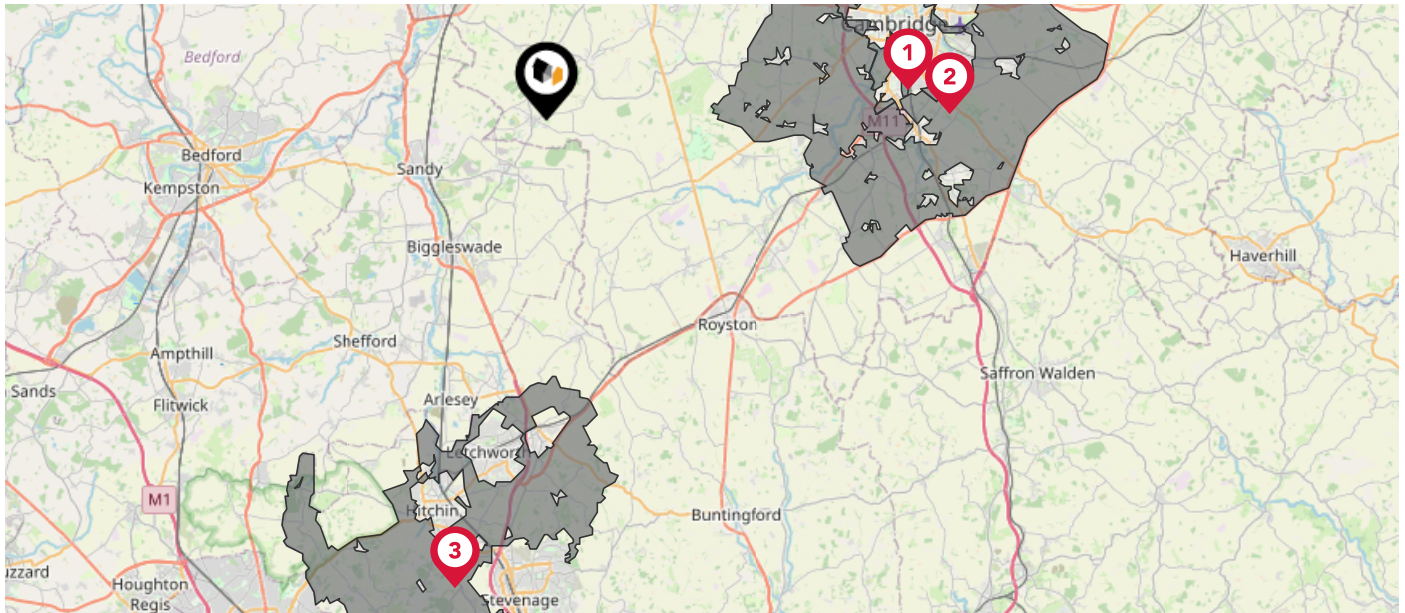 Cambridge
Bedford
1
2
M11
Bedford
Sandy
Kempston
Biggleswade
Haverhill
Royston
Shefford
Ampthill
Saffron Walden
Sands
Arlesey
Flitwick
Letchworth
M1
Hitchin
Buntingford
3
uzzard
Houghton
Regis
Stevenage